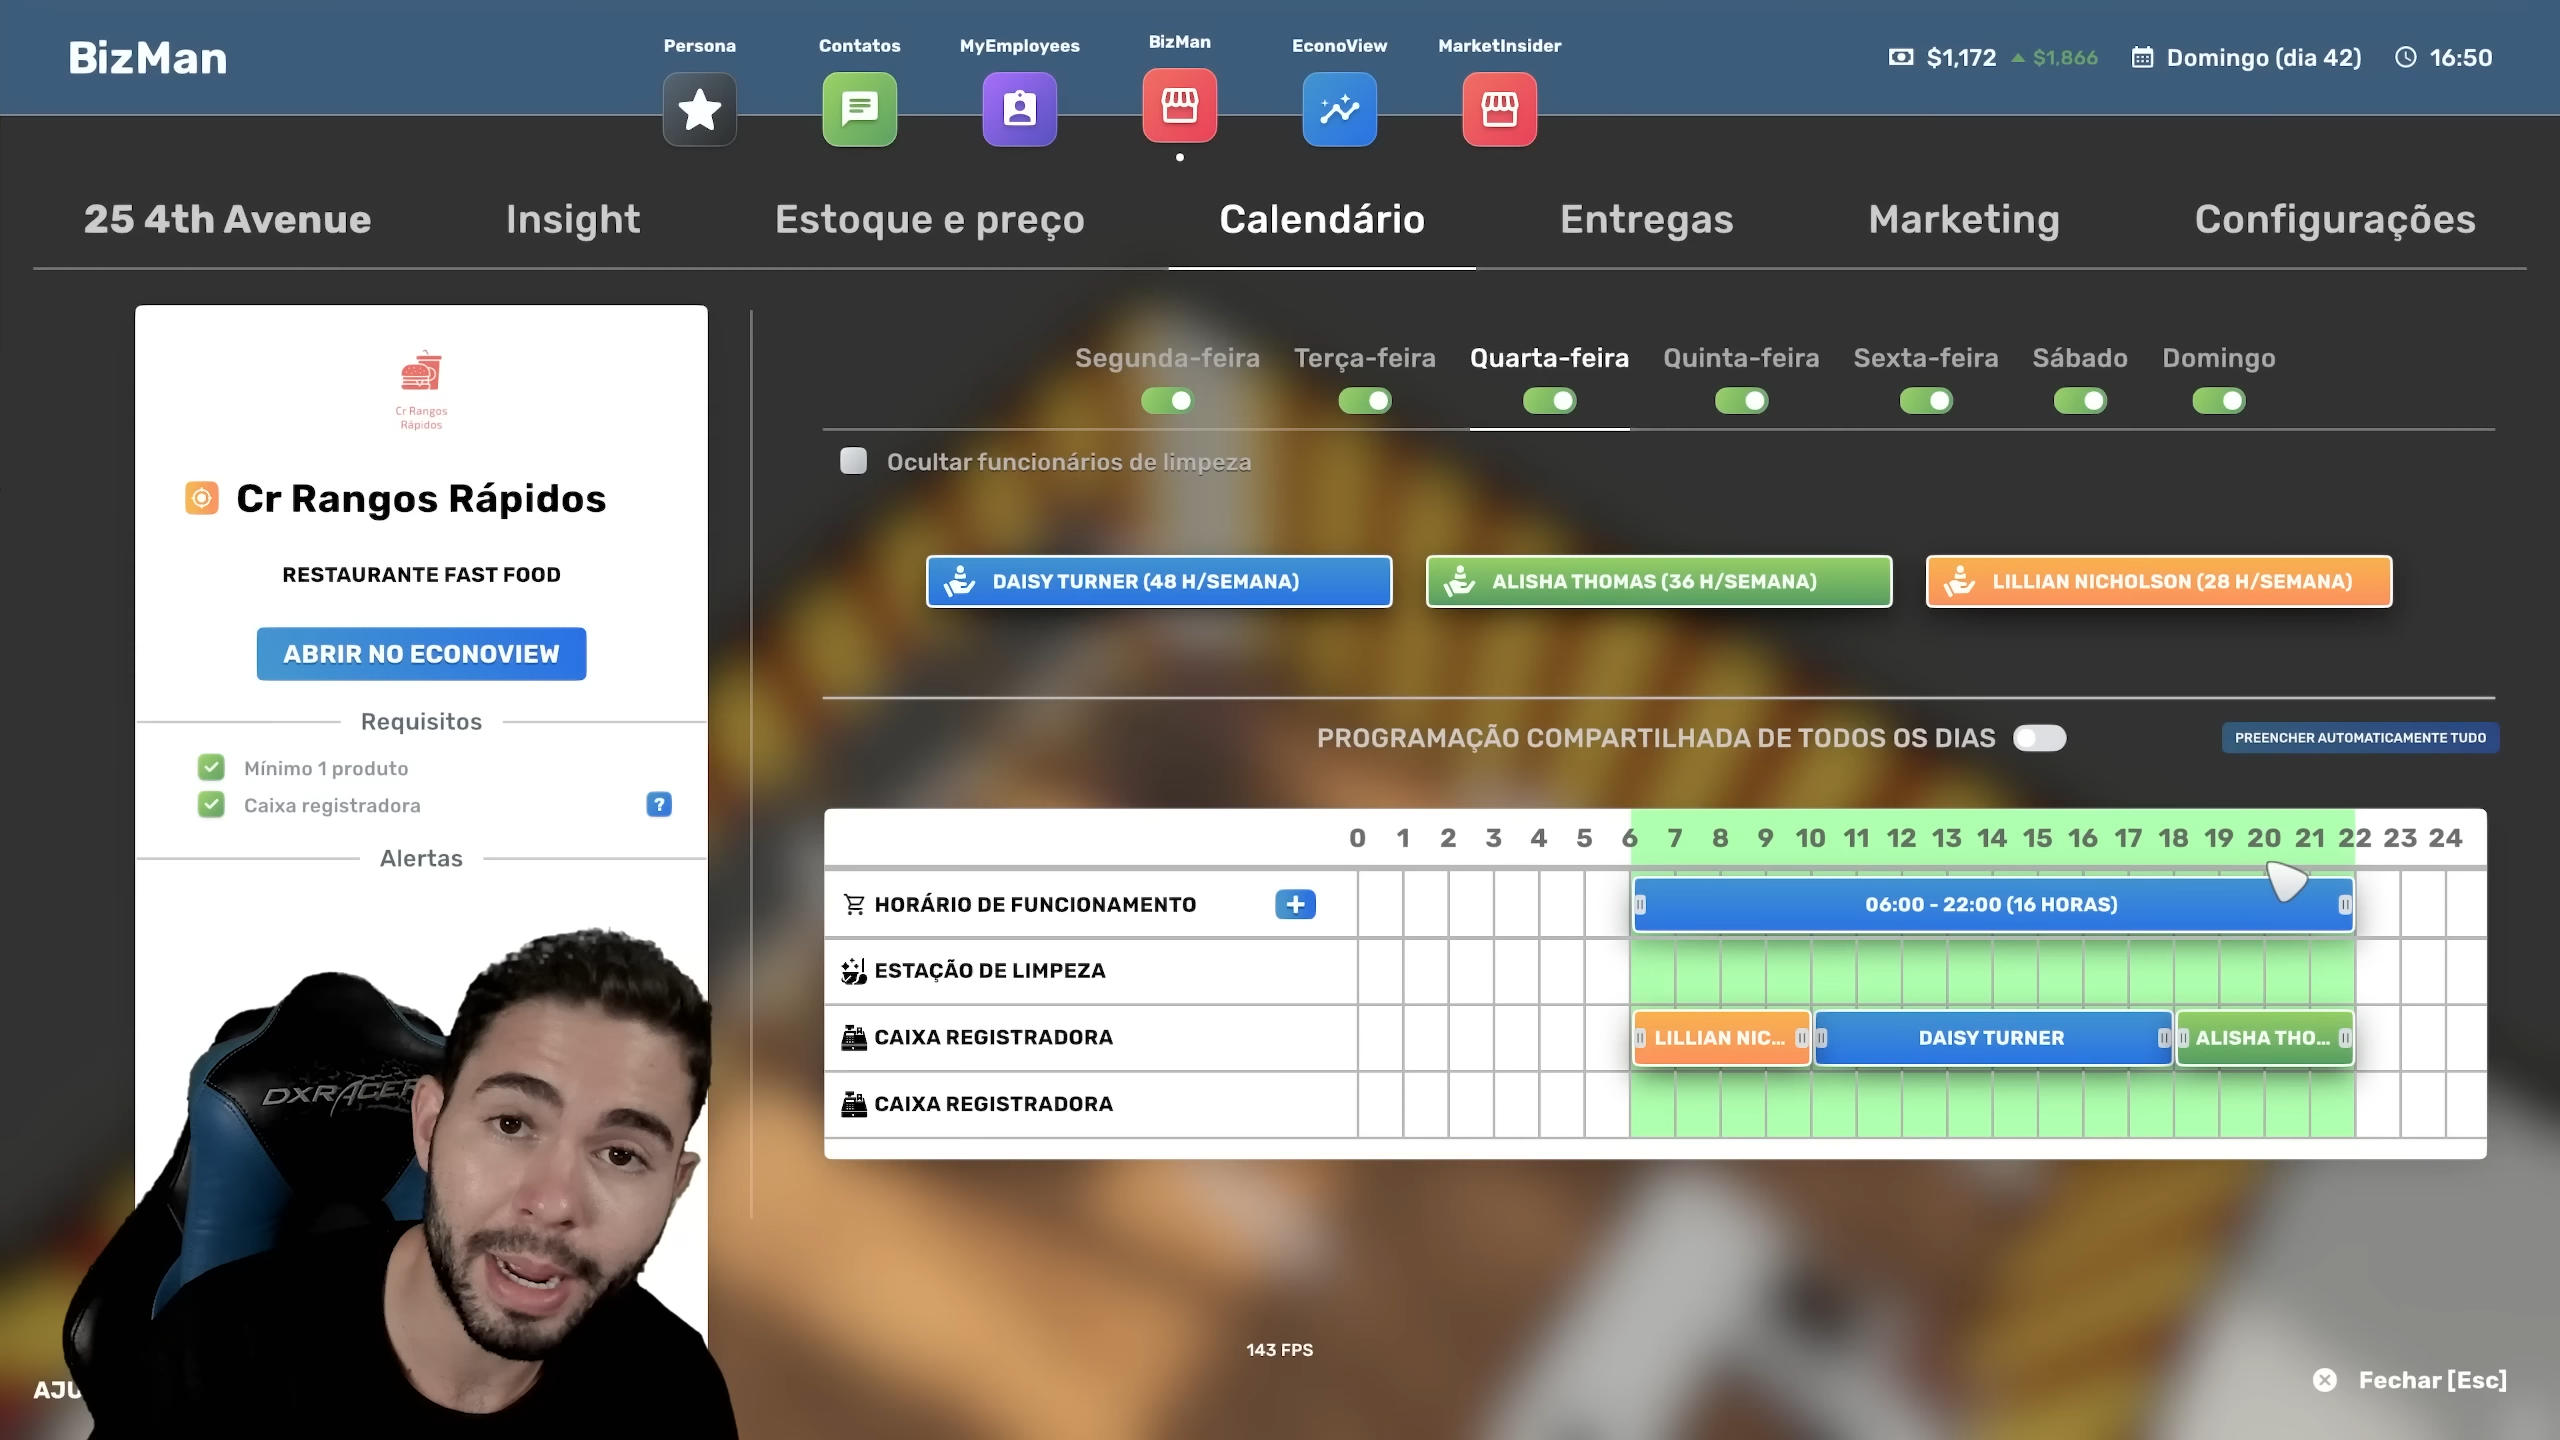 BizMan
Persona
Contatos
MyEmployees
BizMan
EconoView
MarketInsider
$1,172
$1,866
Domingo (dia 42)
16:50
25 4th Avenue
Insight
Estoque e preço
Calendário
Entregas
Marketing
Configurações
Cr Rangos
Rápidos
Cr Rangos Rápidos
RESTAURANTE FAST FOOD
ABRIR NO ECONOVIEW
Requisitos
Mínimo 1 produto
Caixa registradora
?
Alertas
Segunda-feira
Terça-feira
Quarta-feira
Quinta-feira
Sexta-feira
Sábado
Domingo
Ocultar funcionários de limpeza
DAISY TURNER (48 H/SEMANA)
ALISHA THOMAS (36 H/SEMANA)
LILLIAN NICHOLSON (28 H/SEMANA)
PROGRAMAÇÃO COMPARTILHADA DE TODOS OS DIAS
PREENCHER AUTOMATICAMENTE TUDO
0 1 2 3 4 5 6 7 8 9 10 11 12 13 14 15 16 17 18 19 20 21 22 23 24
HORÁRIO DE FUNCIONAMENTO
06:00 - 22:00 (16 HORAS)
ESTAÇÃO DE LIMPEZA
CAIXA REGISTRADORA
LILLIAN NIC...
DAISY TURNER
ALISHA THO...
CAIXA REGISTRADORA
DXRACER
143 FPS
AJU
Fechar [Esc]